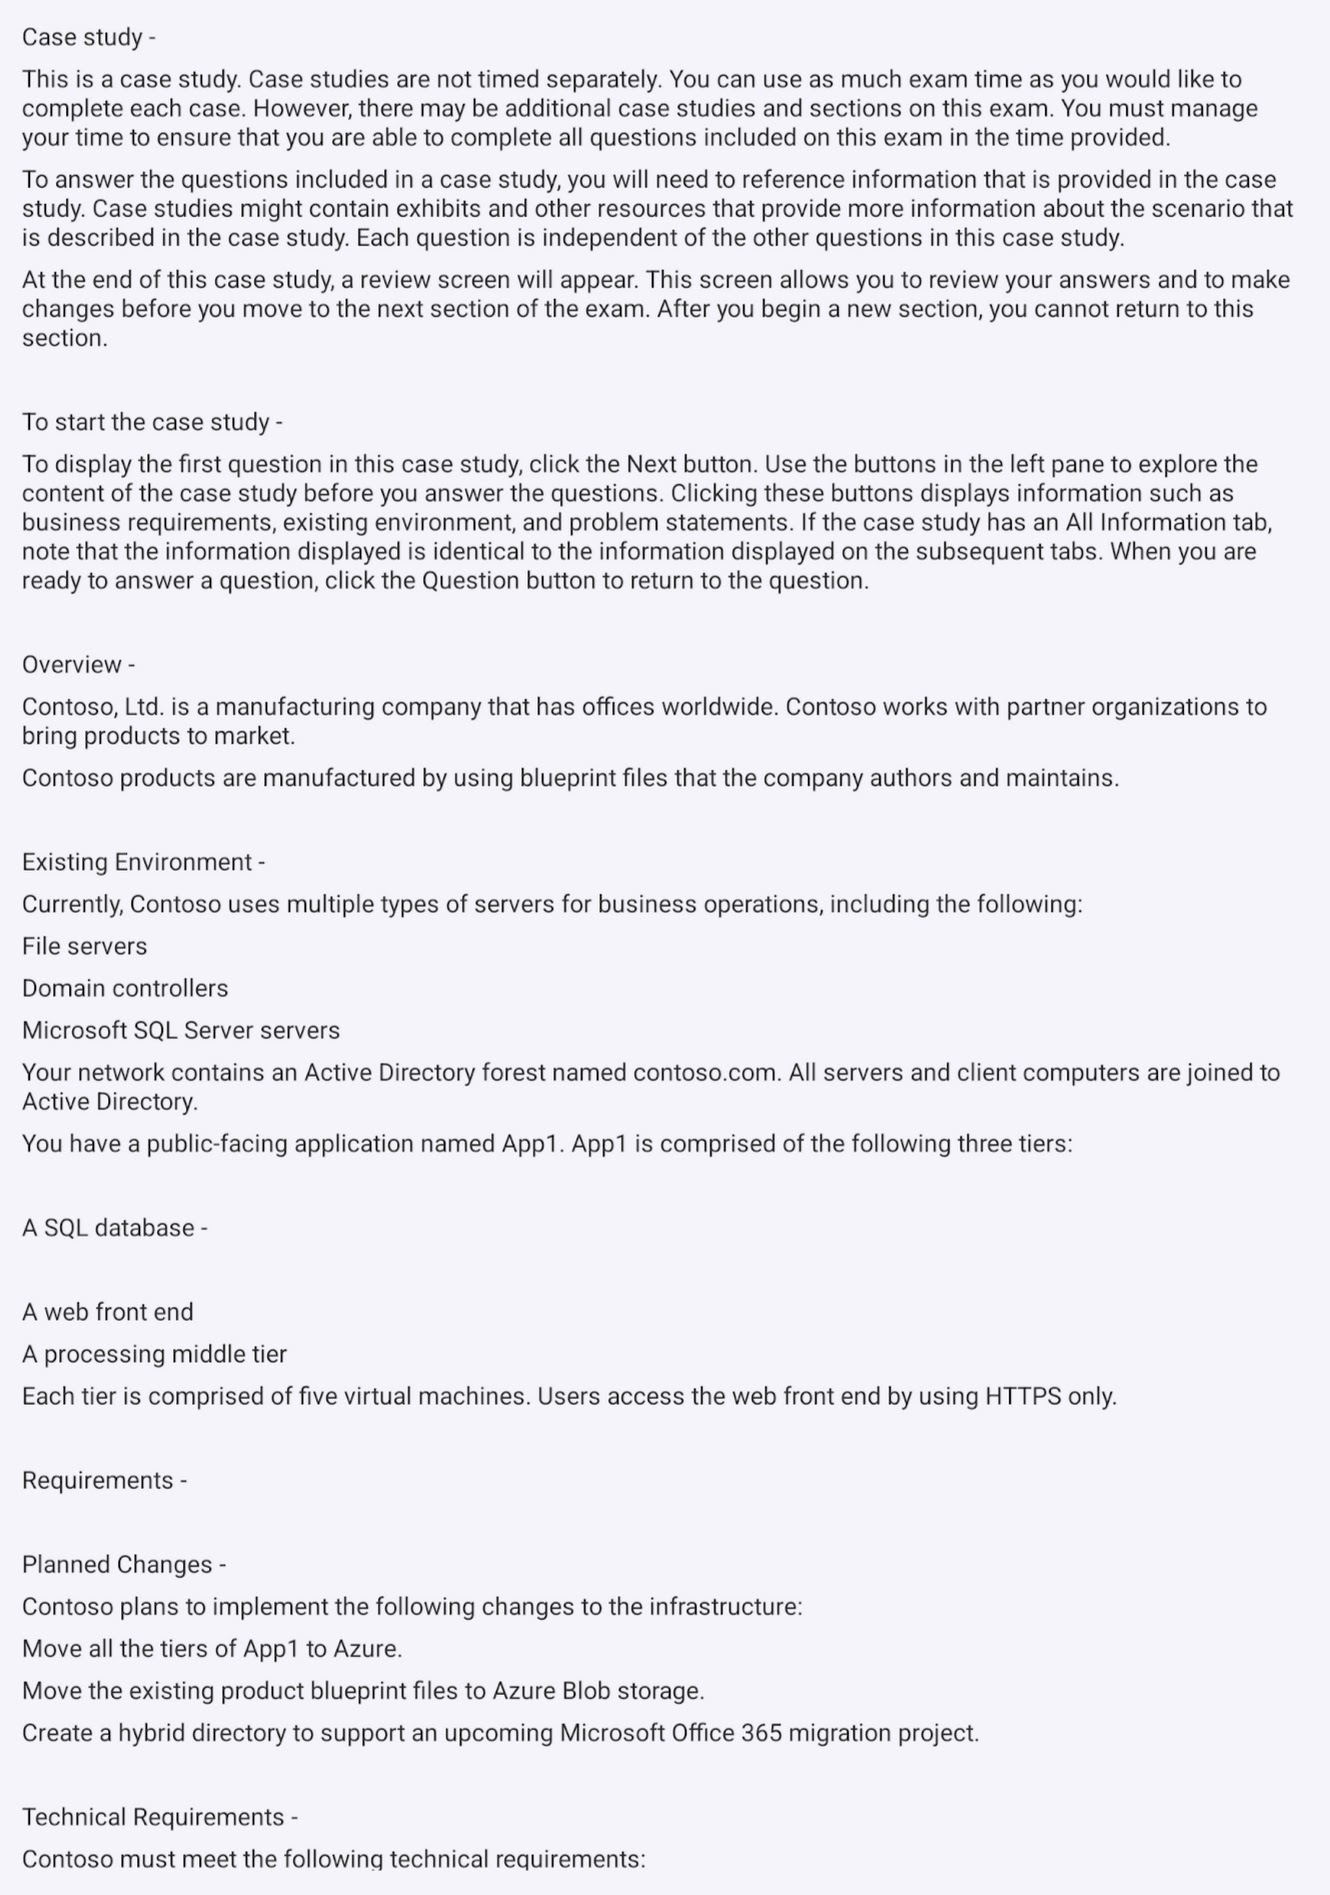 Case study -
This is a case study. Case studies are not timed separately. You can use as much exam time as you would like to
complete each case. However, there may be additional case studies and sections on this exam. You must manage
your time to ensure that you are able to complete all questions included on this exam in the time provided.
To answer the questions included in a case study, you will need to reference information that is provided in the case
study. Case studies might contain exhibits and other resources that provide more information about the scenario that
is described in the case study. Each question is independent of the other questions in this case study.
At the end of this case study, a review screen will appear. This screen allows you to review your answers and to make
changes before you move to the next section of the exam. After you begin a new section, you cannot return to this
section.
To start the case study -
To display the first question in this case study, click the Next button. Use the buttons in the left pane to explore the
content of the case study before you answer the questions. Clicking these buttons displays information such as
business requirements, existing environment, and problem statements. If the case study has an All Information tab,
note that the information displayed is identical to the information displayed on the subsequent tabs. When you are
ready to answer a question, click the Question button to return to the question.
Overview -
Contoso, Ltd. is a manufacturing company that has offices worldwide. Contoso works with partner organizations to
bring products to market.
Contoso products are manufactured by using blueprint files that the company authors and maintains.
Existing Environment -
Currently, Contoso uses multiple types of servers for business operations, including the following:
File servers
Domain controllers
Microsoft SQL Server servers
Your network contains an Active Directory forest named contoso.com. All servers and client computers are joined to
Active Directory.
You have a public-facing application named App1. App1 is comprised of the following three tiers:
A SQL database -
A web front end
A processing middle tier
Each tier is comprised of five virtual machines. Users access the web front end by using HTTPS only.
Requirements -
Planned Changes -
Contoso plans to implement the following changes to the infrastructure:
Move all the tiers of App1 to Azure.
Move the existing product blueprint files to Azure Blob storage.
Create a hybrid directory to support an upcoming Microsoft Office 365 migration project.
Technical Requirements -
Contoso must meet the following technical requirements: